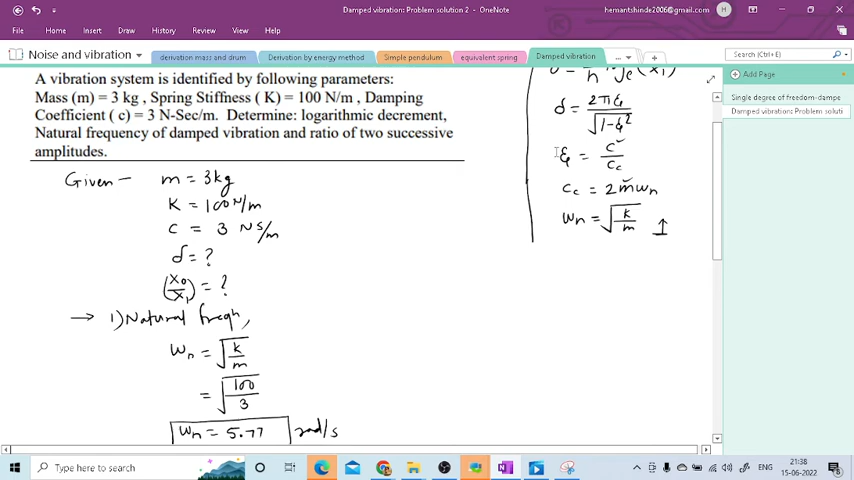 Damped vibration: Problem solution 2 - OneNote
hemantshinde2006@gmail.com
H
File Home Insert Draw History Review View Help
Noise and vibration
derivation mass and drum
Derivation by energy method
Simple pendulum
equivalent spring
Damped vibration
... +
Search (Ctrl+E)
A vibration system is identified by following parameters:
Mass (m) = 3 kg , Spring Stiffness ( K) = 100 N/m , Damping
Coefficient ( c) = 3 N-Sec/m. Determine: logarithmic decrement,
Natural frequency of damped vibration and ratio of two successive
amplitudes.
Given - m = 3kg
K = 100 N/m
C = 3 NS/m
δ = ?
(X0/X1) = ?
→ 1) Natural freqn,
Wn = √(K/m)
= √(100/3)
Wn = 5.77 rad/s
δ = 2πξ/√(1-ξ²)
ξ = C/Cc
Cc = 2mWn
Wn = √(K/m)
Add Page
Single degree of freedom-dampe
Damped vibration: Problem soluti
Type here to search
ENG
21:38
15-06-2022